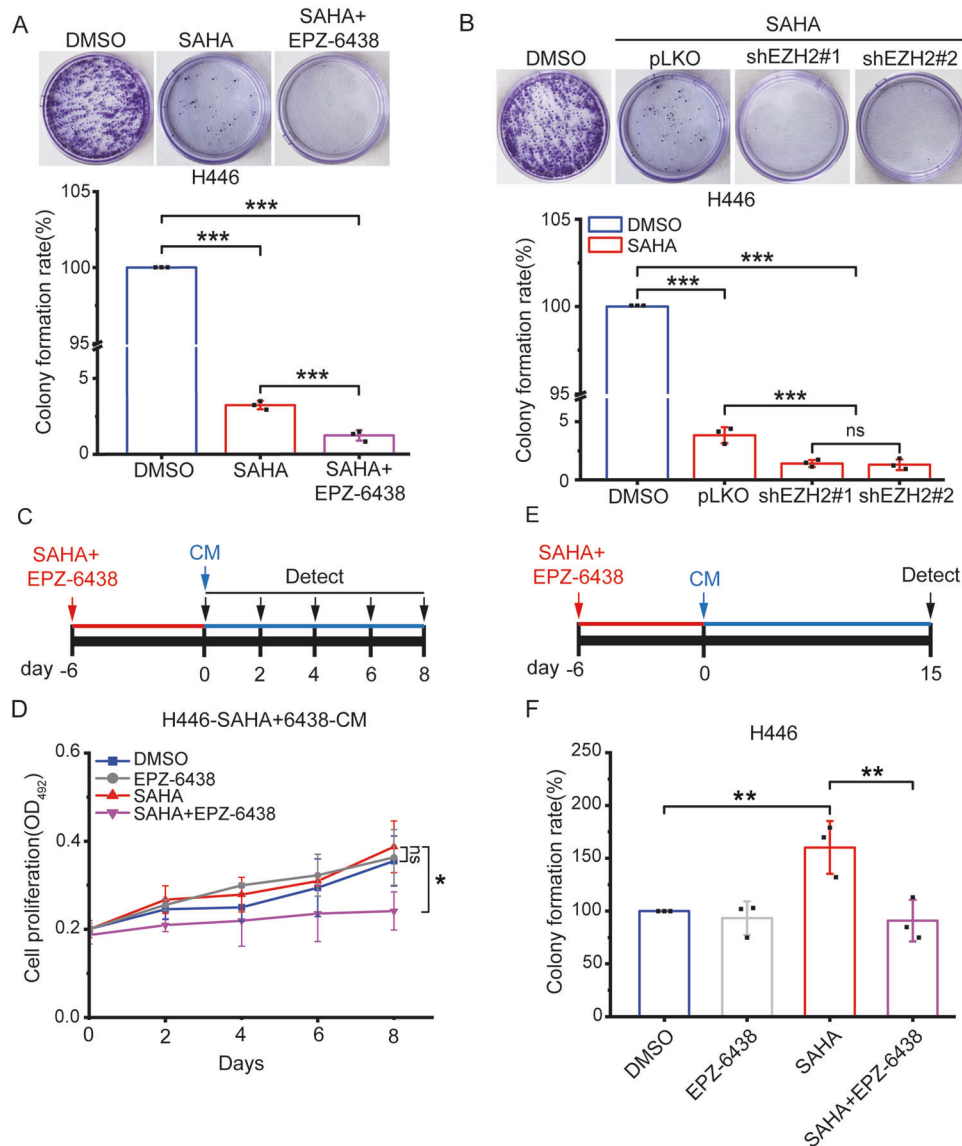 A
DMSO
SAHA
SAHA+
EPZ-6438
H446
Colony formation rate(%)
105
100
95
5
0
***
***
***
DMSO
SAHA
SAHA+
EPZ-6438
B
SAHA
DMSO
pLKO
shEZH2#1
shEZH2#2
H446
Colony formation rate(%)
105
100
95
5
0
DMSO
SAHA
***
***
***
ns
DMSO
pLKO
shEZH2#1
shEZH2#2
C
SAHA+
EPZ-6438
CM
Detect
day -6
0
2
4
6
8
E
SAHA+
EPZ-6438
CM
Detect
day -6
0
15
D
H446-SAHA+6438-CM
Cell proliferation(OD492)
0.6
0.4
0.2
0.0
DMSO
EPZ-6438
SAHA
SAHA+EPZ-6438
ns
*
0
2
4
6
8
Days
F
H446
Colony formation rate(%)
250
200
150
100
50
0
**
**
DMSO
EPZ-6438
SAHA
SAHA+EPZ-6438